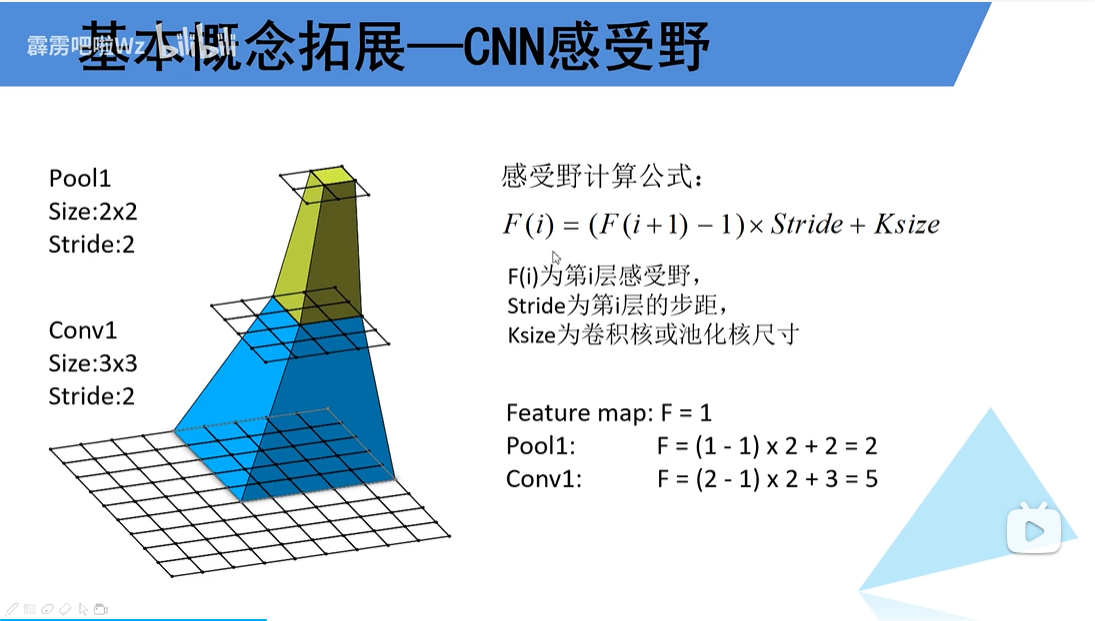 基本概念拓展—CNN感受野
霹雳吧啦Wz bilibili
Pool1
Size:2x2
Stride:2
Conv1
Size:3x3
Stride:2
感受野计算公式：
F(i) = (F(i+1) − 1)× Stride + Ksize
F(i)为第i层感受野，
Stride为第i层的步距，
Ksize为卷积核或池化核尺寸
Feature map: F = 1
Pool1: F = (1 - 1) x 2 + 2 = 2
Conv1: F = (2 - 1) x 2 + 3 = 5